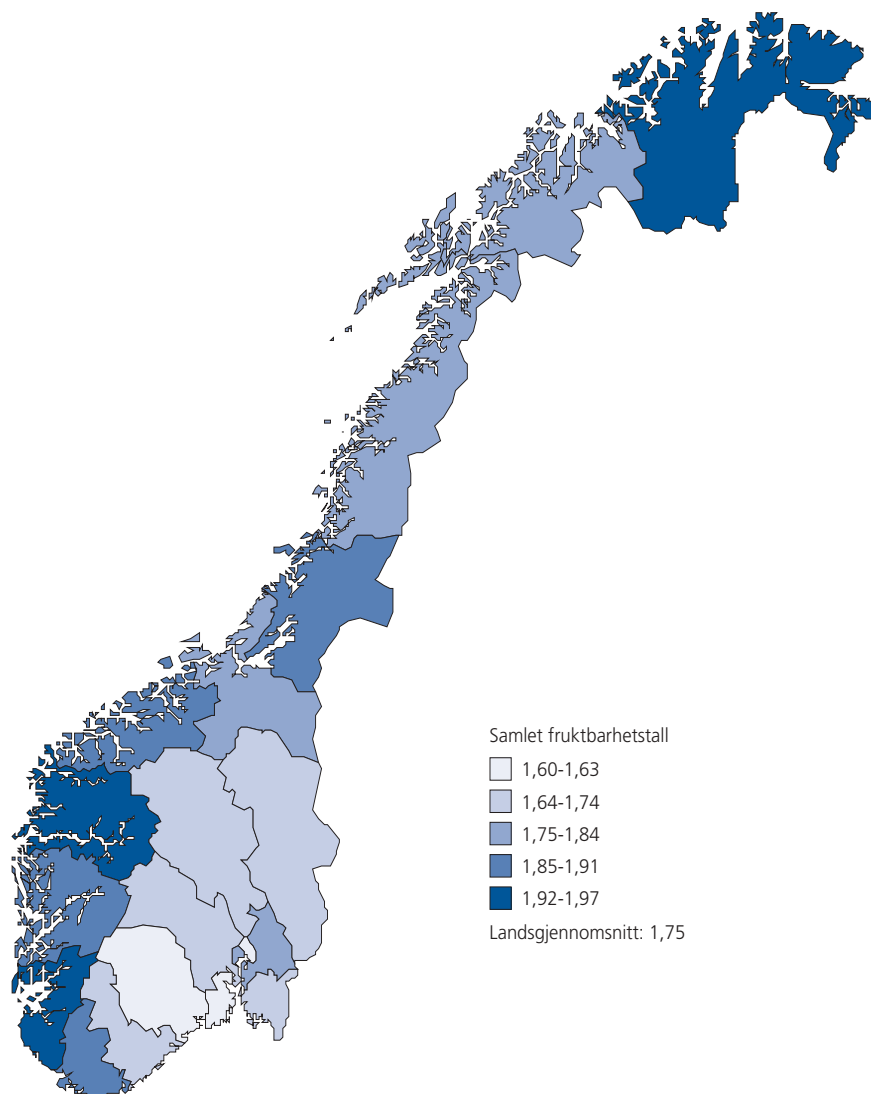 Samlet fruktbarhetstall
1,60-1,63
1,64-1,74
1,75-1,84
1,85-1,91
1,92-1,97
Landsgjennomsnitt: 1,75